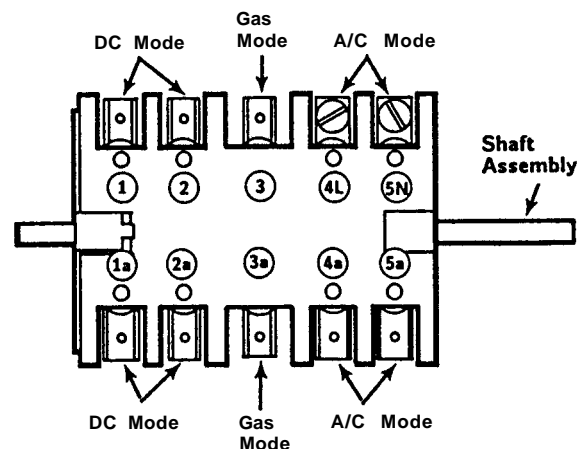 DC Mode
Gas
Mode
A/C Mode
Shaft
Assembly
1 2 3 4L 5N
1a 2a 3a 4a 5a
DC Mode
Gas
Mode
A/C Mode